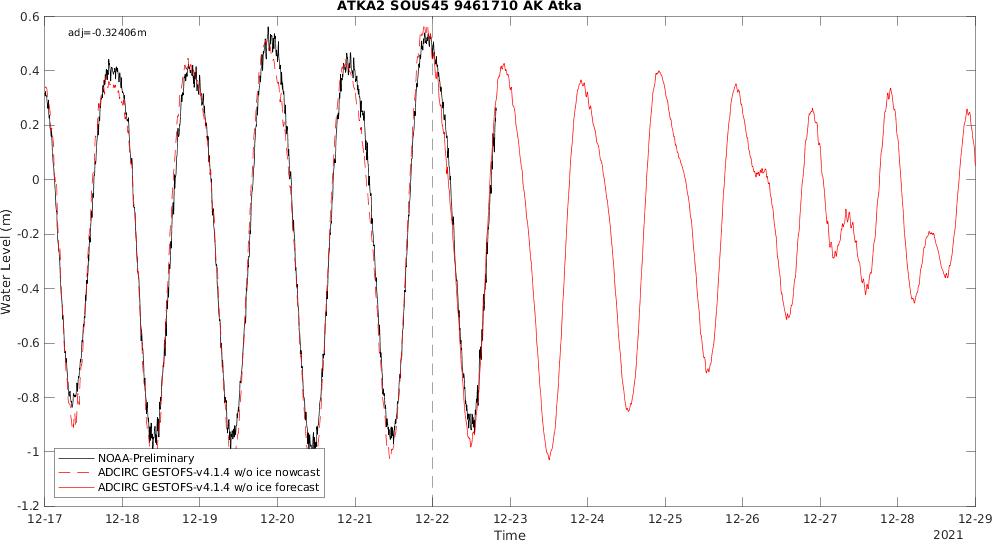 ATKA2 SOUS45 9461710 AK Atka
adj=-0.32406m
0.6
0.4
0.2
0
-0.2
-0.4
-0.6
-0.8
-1
-1.2
Water Level (m)
NOAA-Preliminary
ADCIRC GESTOFS-v4.1.4 w/o ice nowcast
ADCIRC GESTOFS-v4.1.4 w/o ice forecast
12-17 12-18 12-19 12-20 12-21 12-22 12-23 12-24 12-25 12-26 12-27 12-28 12-29
Time
2021